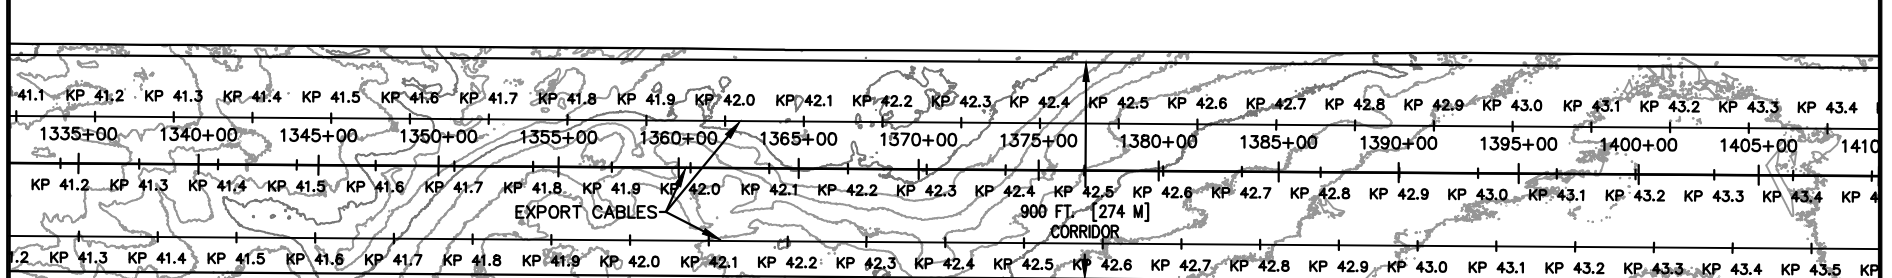 41.1 KP 41.2 KP 41.3 KP 41.4 KP 41.5 KP 41.6 KP 41.7 KP 41.8 KP 41.9 KP 42.0 KP 42.1 KP 42.2 KP 42.3 KP 42.4 KP 42.5 KP 42.6 KP 42.7 KP 42.8 KP 42.9 KP 43.0 KP 43.1 KP 43.2 KP 43.3 KP 43.4
1335+00 1340+00 1345+00 1350+00 1355+00 1360+00 1365+00 1370+00 1375+00 1380+00 1385+00 1390+00 1395+00 1400+00 1405+00 1410
KP 41.2 KP 41.3 KP 41.4 KP 41.5 KP 41.6 KP 41.7 KP 41.8 KP 41.9 KP 42.0 KP 42.1 KP 42.2 KP 42.3 KP 42.4 KP 42.5 KP 42.6 KP 42.7 KP 42.8 KP 42.9 KP 43.0 KP 43.1 KP 43.2 KP 43.3 KP 43.4 KP 4
EXPORT CABLES
900 FT. [274 M]
CORRIDOR
.2 KP 41.3 KP 41.4 KP 41.5 KP 41.6 KP 41.7 KP 41.8 KP 41.9 KP 42.0 KP 42.1 KP 42.2 KP 42.3 KP 42.4 KP 42.5 KP 42.6 KP 42.7 KP 42.8 KP 42.9 KP 43.0 KP 43.1 KP 43.2 KP 43.3 KP 43.4 KP 43.5 KP